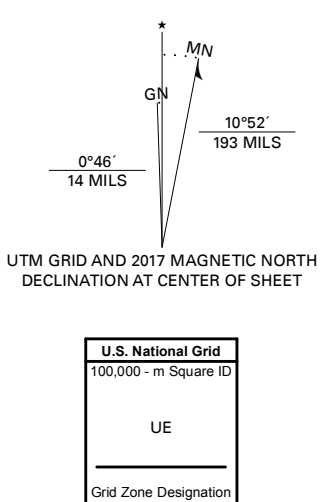 ★
MN
GN
10°52´
193 MILS
0°46´
14 MILS
UTM GRID AND 2017 MAGNETIC NORTH
DECLINATION AT CENTER OF SHEET
U.S. National Grid
100,000 - m Square ID
UE
Grid Zone Designation